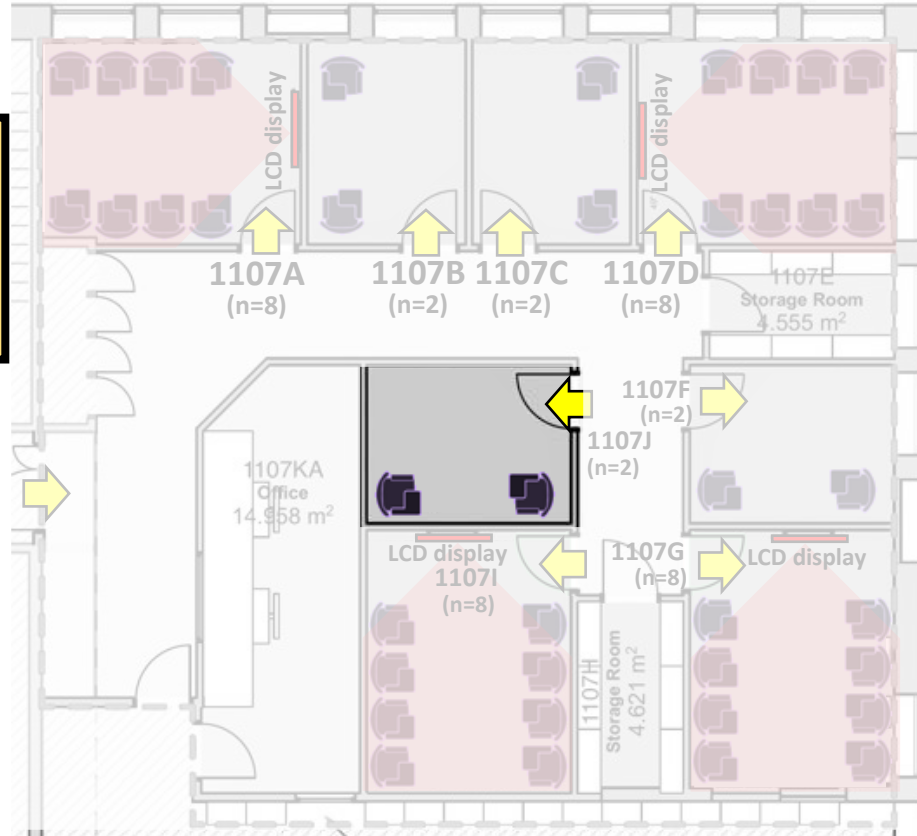 LCD display
LCD display
1107A
(n=8)
1107B
(n=2)
1107C
(n=2)
1107D
(n=8)
1107E
Storage Room
4.555 m²
1107F
(n=2)
1107J
(n=2)
1107KA
Office
14.958 m²
LCD display
1107I
(n=8)
1107G
(n=8)
LCD display
1107H
Storage Room
4.621 m²